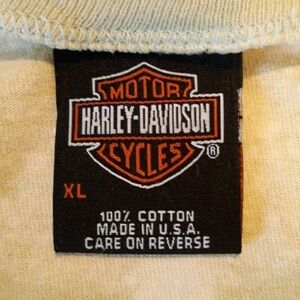 MOTOR
HARLEY-DAVIDSON
CYCLES®
XL
100% COTTON
MADE IN U.S.A.
CARE ON REVERSE